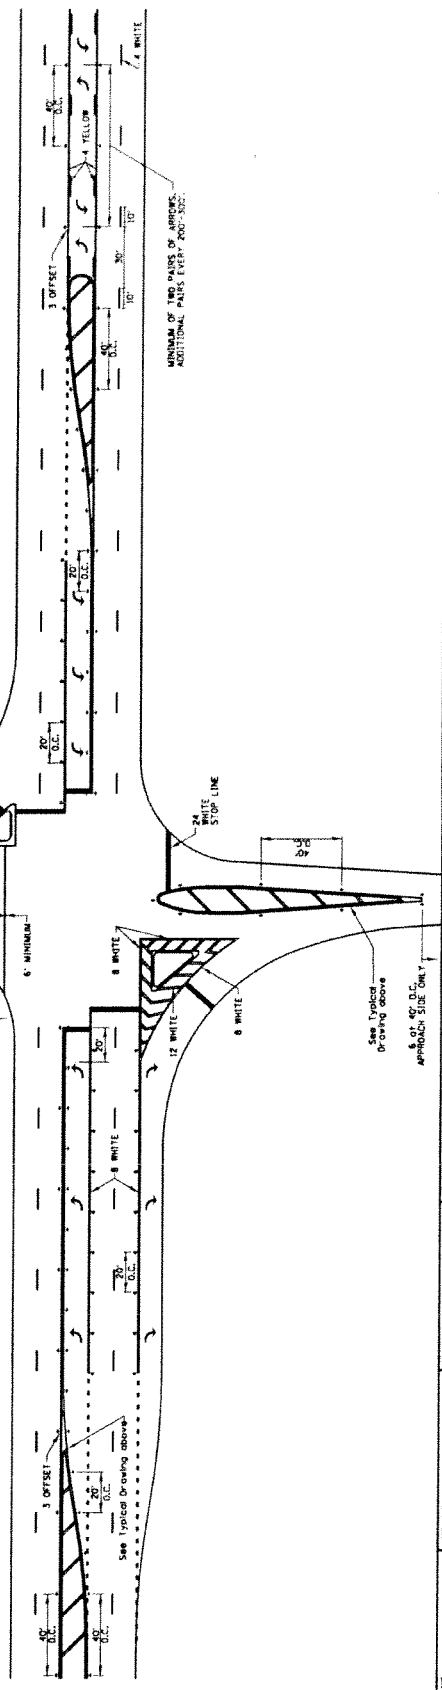 4 WHITE
40'
O.C.
4 YELLOW
3 OFFSET
10'
30'
10'
MINIMUM OF TWO PAIRS OF ARROWS.
ADDITIONAL PAIRS EVERY 200'-300'.
40'
O.C.
20'
O.C.
20'
O.C.
24
WHITE
STOP LINE
40'
O.C.
6' MINIMUM
8 WHITE
12 WHITE
8 WHITE
See Typical
Drawing above
6 at 40' O.C.
APPROACH SIDE ONLY
20'
8 WHITE
20'
O.C.
3 OFFSET
See Typical Drawing above
20'
O.C.
40'
O.C.
40'
O.C.